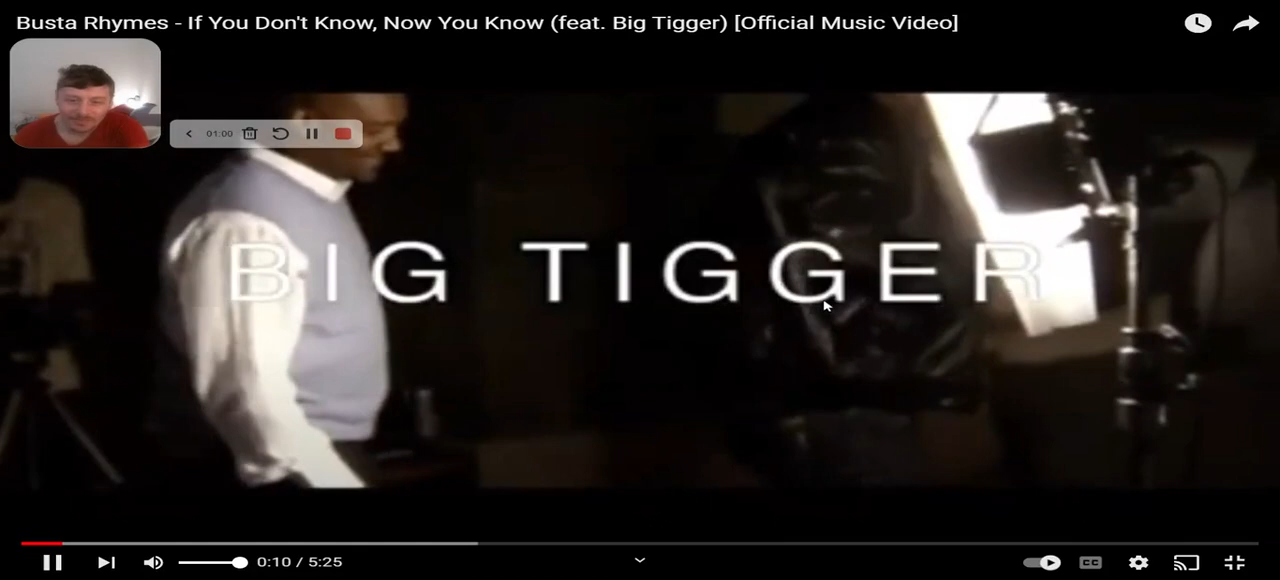 Busta Rhymes - If You Don't Know, Now You Know (feat. Big Tigger) [Official Music Video]
01:00
BIG TIGGER
0:10 / 5:25
CC